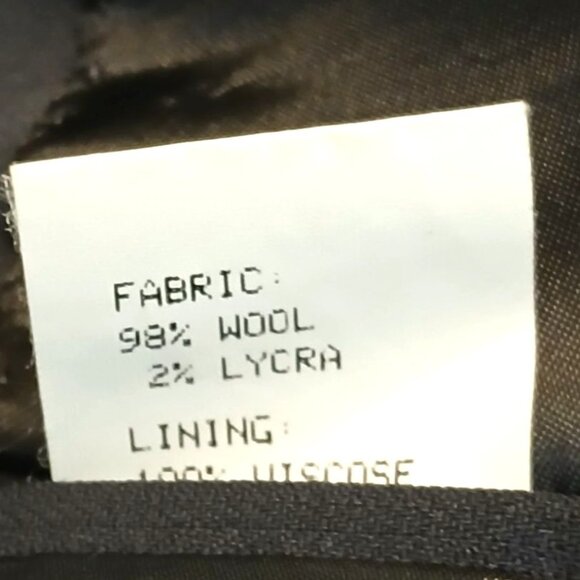 FABRIC:
98% WOOL
2% LYCRA
LINING:
100% VISCOSE